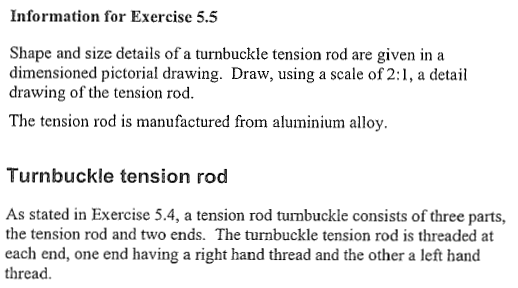 Information for Exercise 5.5
Shape and size details of a turnbuckle tension rod are given in a
dimensioned pictorial drawing. Draw, using a scale of 2:1, a detail
drawing of the tension rod.
The tension rod is manufactured from aluminium alloy.
Turnbuckle tension rod
As stated in Exercise 5.4, a tension rod turnbuckle consists of three parts,
the tension rod and two ends. The turnbuckle tension rod is threaded at
each end, one end having a right hand thread and the other a left hand
thread.